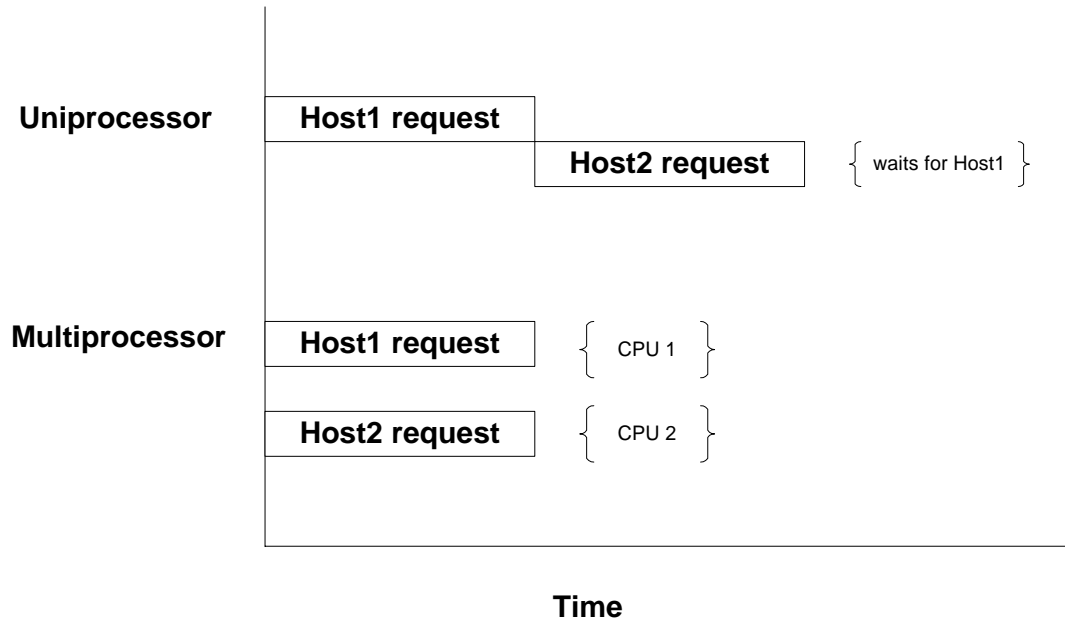 Uniprocessor
Host1 request
Host2 request
waits for Host1
Multiprocessor
Host1 request
CPU 1
Host2 request
CPU 2
Time